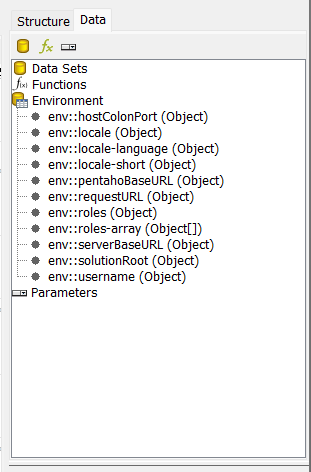 Structure Data
Data Sets
Functions
Environment
env::hostColonPort (Object)
env::locale (Object)
env::locale-language (Object)
env::locale-short (Object)
env::pentahoBaseURL (Object)
env::requestURL (Object)
env::roles (Object)
env::roles-array (Object[])
env::serverBaseURL (Object)
env::solutionRoot (Object)
env::username (Object)
Parameters